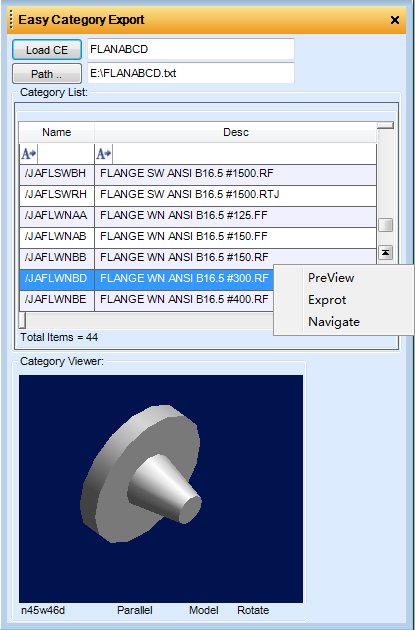 Easy Category Export
Load CE FLANABCD
Path .. E:\FLANABCD.txt
Category List:
Name Desc
A A
/JAFLSWBH FLANGE SW ANSI B16.5 #1500.RF
/JAFLSWRH FLANGE SW ANSI B16.5 #1500.RTJ
/JAFLWNAA FLANGE WN ANSI B16.5 #125.FF
/JAFLWNAB FLANGE WN ANSI B16.5 #150.FF
/JAFLWNBB FLANGE WN ANSI B16.5 #150.RF
/JAFLWNBD FLANGE WN ANSI B16.5 #300.RF
/JAFLWNBE FLANGE WN ANSI B16.5 #400.RF
PreView
Exprot
Navigate
Total Items = 44
Category Viewer:
n45w46d Parallel Model Rotate